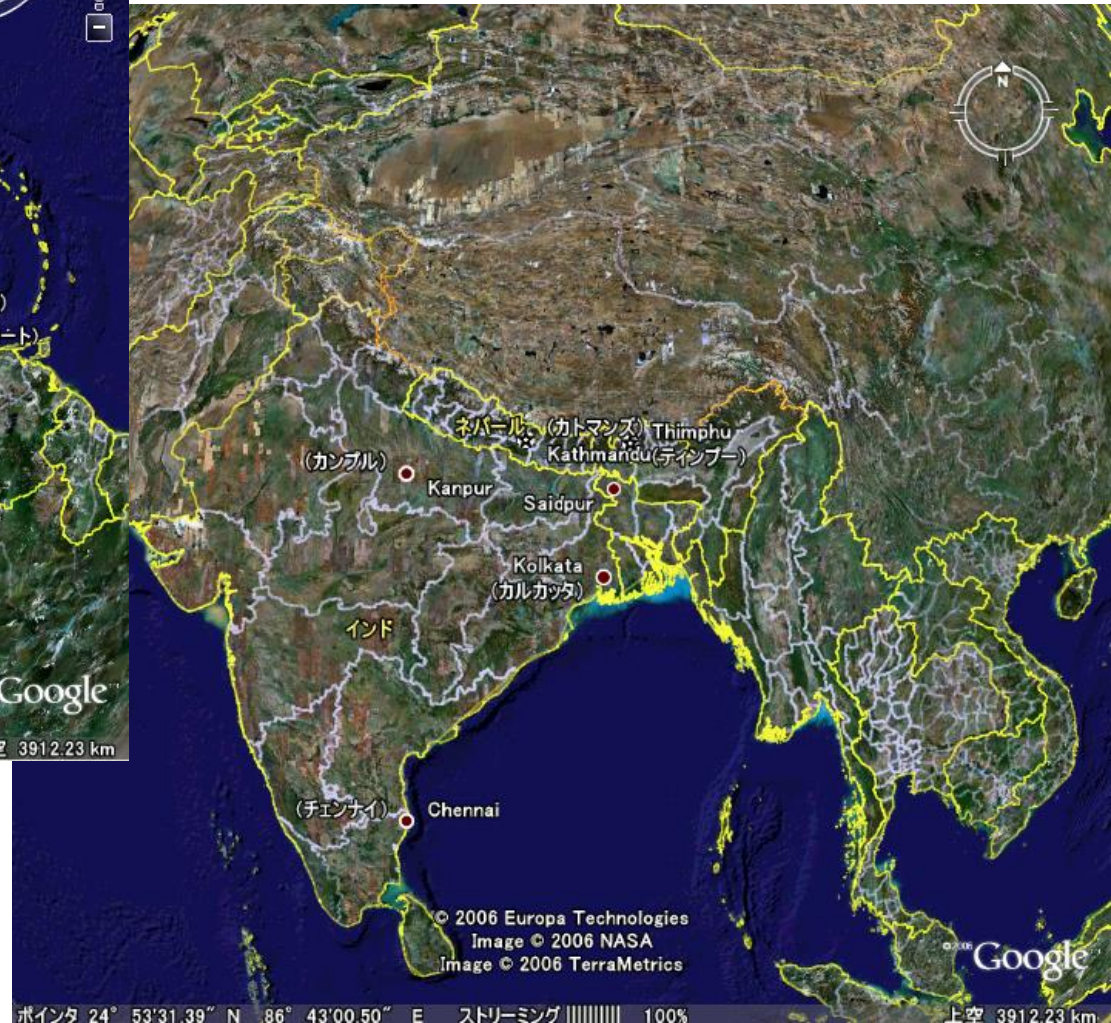 N
ネパール (カトマンズ) Thimphu
Kathmandu(ティンプー)
(カンプル)
Kanpur
Saidpur
Kolkata
(カルカッタ)
インド
(チェンナイ) Chennai
ート)
Google
空 3912.23 km
© 2006 Europa Technologies
Image © 2006 NASA
Image © 2006 TerraMetrics
©2006 Google
ポインタ 24° 53'31.39" N 86° 43'00.50" E ストリーミング ||||||||| 100% 上空 3912.23 km